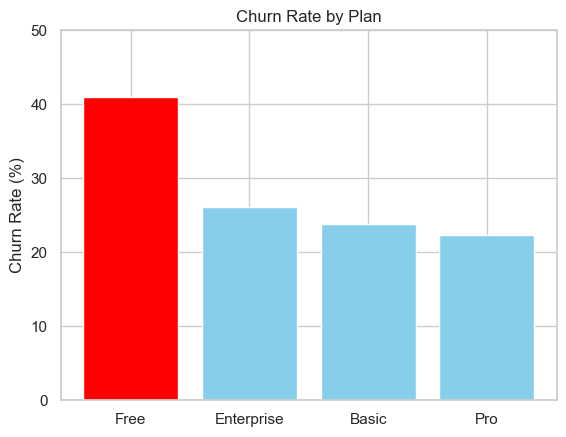 Churn Rate by Plan
Churn Rate (%)
50
40
30
20
10
0
Free
Enterprise
Basic
Pro